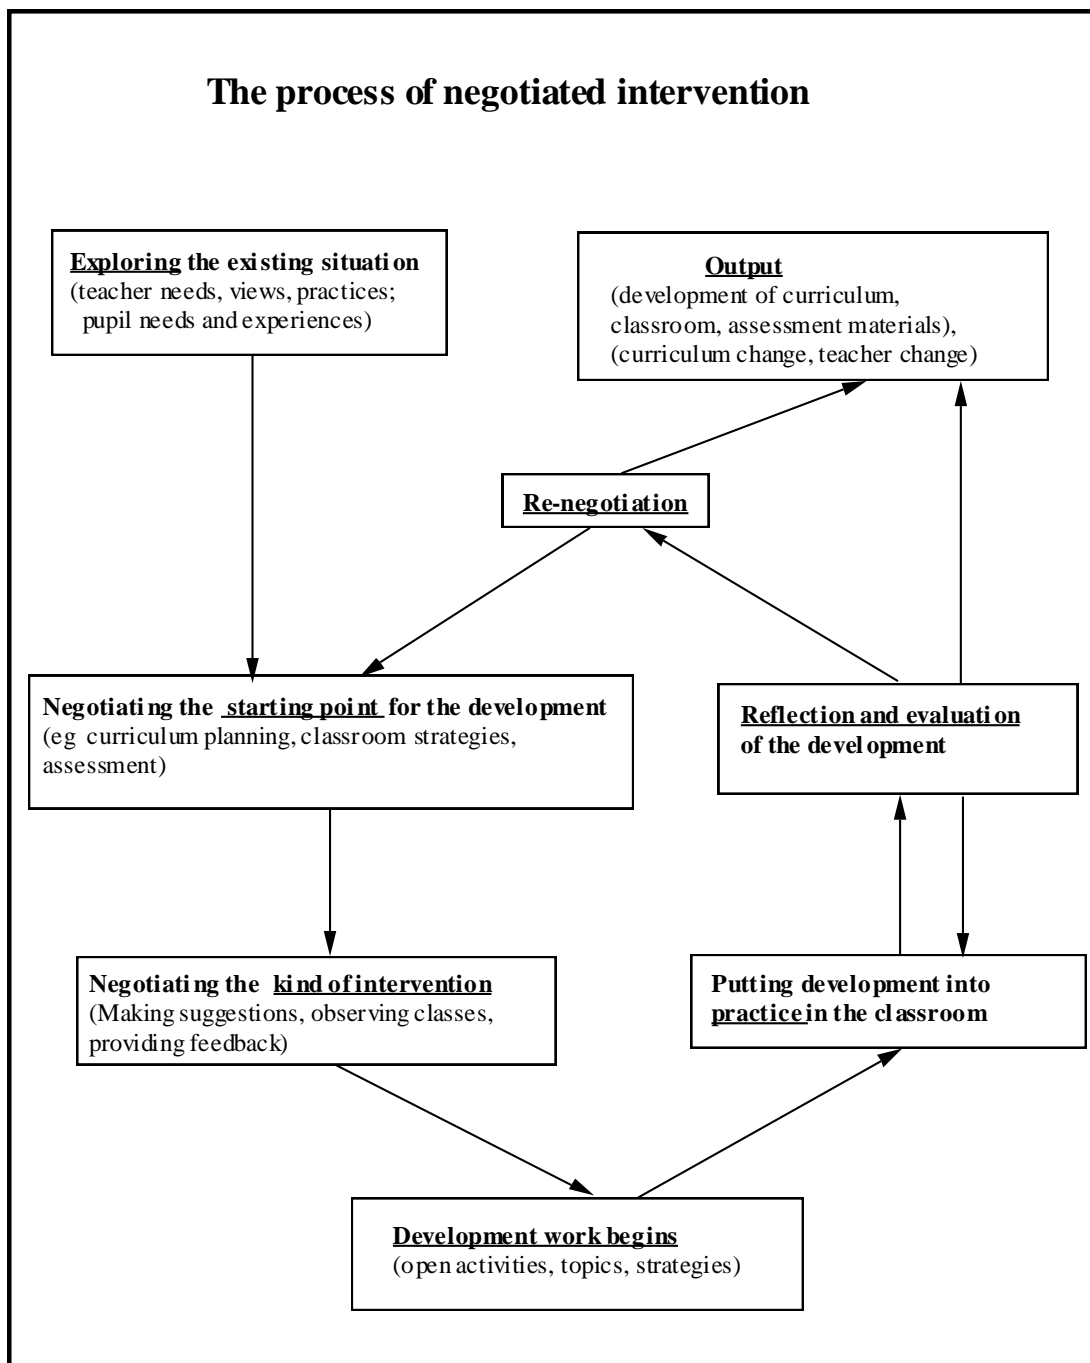 The process of negotiated intervention
Exploring the existing situation
(teacher needs, views, practices;
pupil needs and experiences)
Output
(development of curriculum,
classroom, assessment materials),
(curriculum change, teacher change)
Re-negotiation
Negotiating the starting point for the development
(eg curriculum planning, classroom strategies,
assessment)
Reflection and evaluation
of the development
Negotiating the kind of intervention
(Making suggestions, observing classes,
providing feedback)
Putting development into
practice in the classroom
Development work begins
(open activities, topics, strategies)